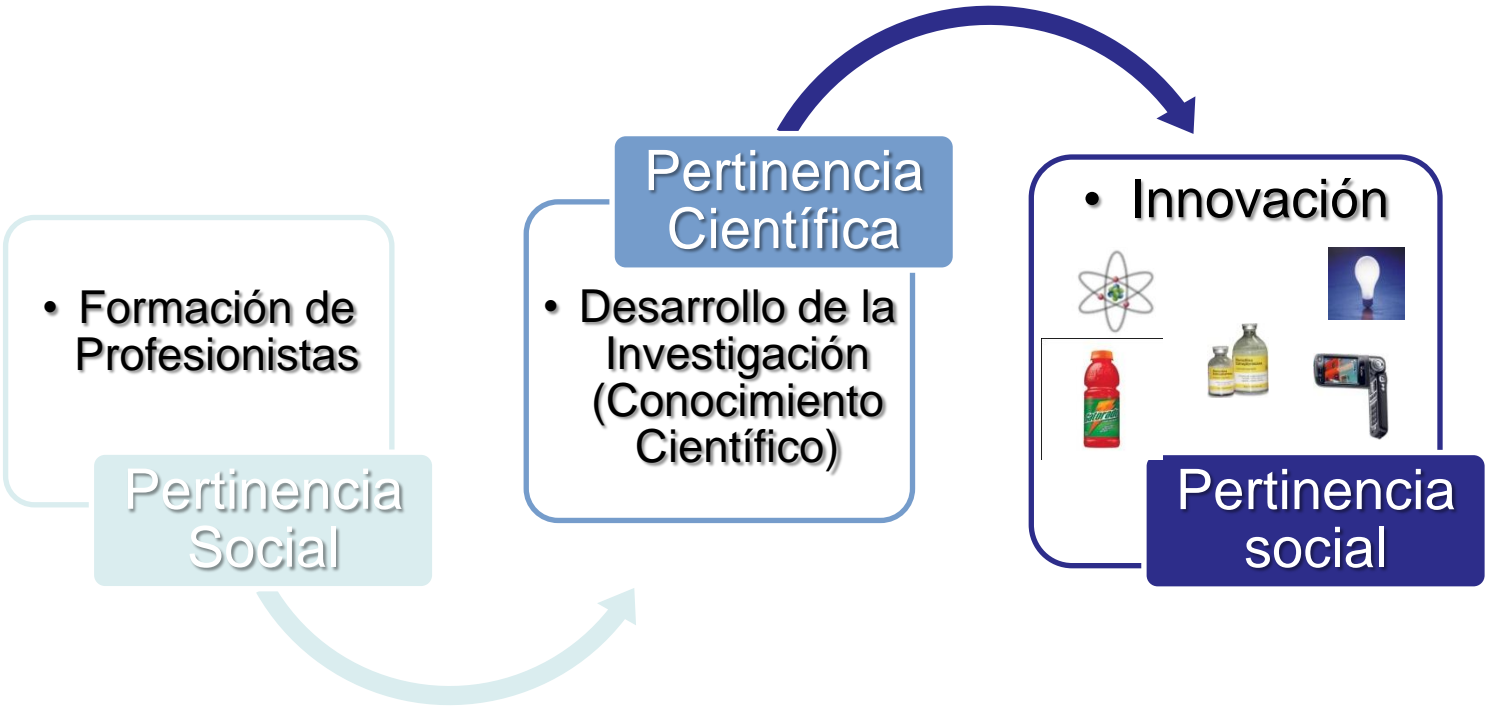 • Formación de
Profesionistas
Pertinencia
Social
Pertinencia
Científica
• Desarrollo de la
Investigación
(Conocimiento
Científico)
• Innovación
Pertinencia
social